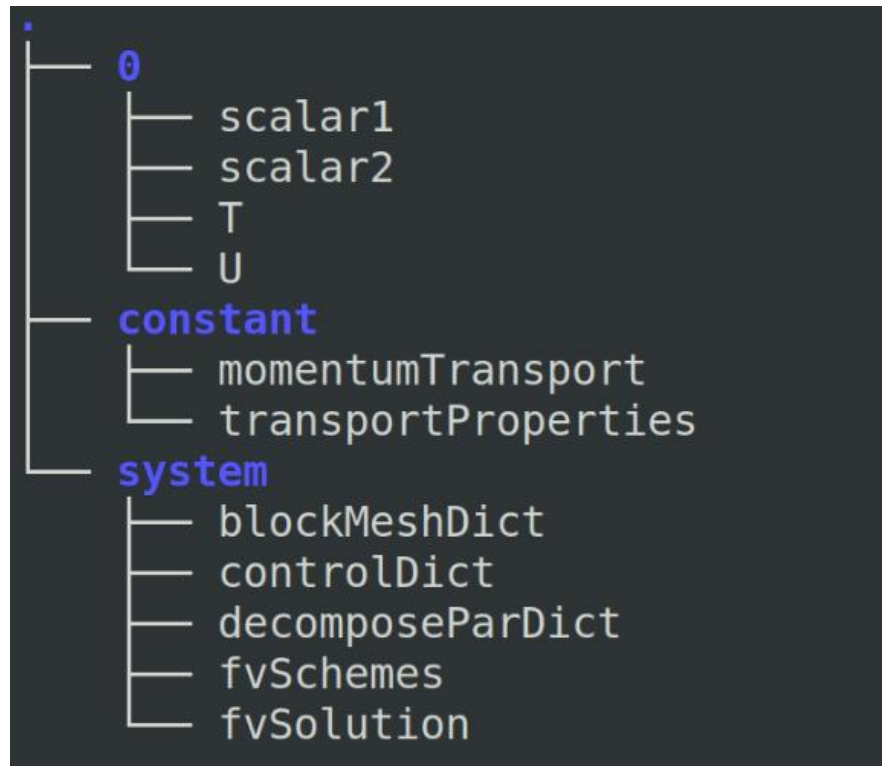 .
0
scalar1
scalar2
T
U
constant
momentumTransport
transportProperties
system
blockMeshDict
controlDict
decomposeParDict
fvSchemes
fvSolution